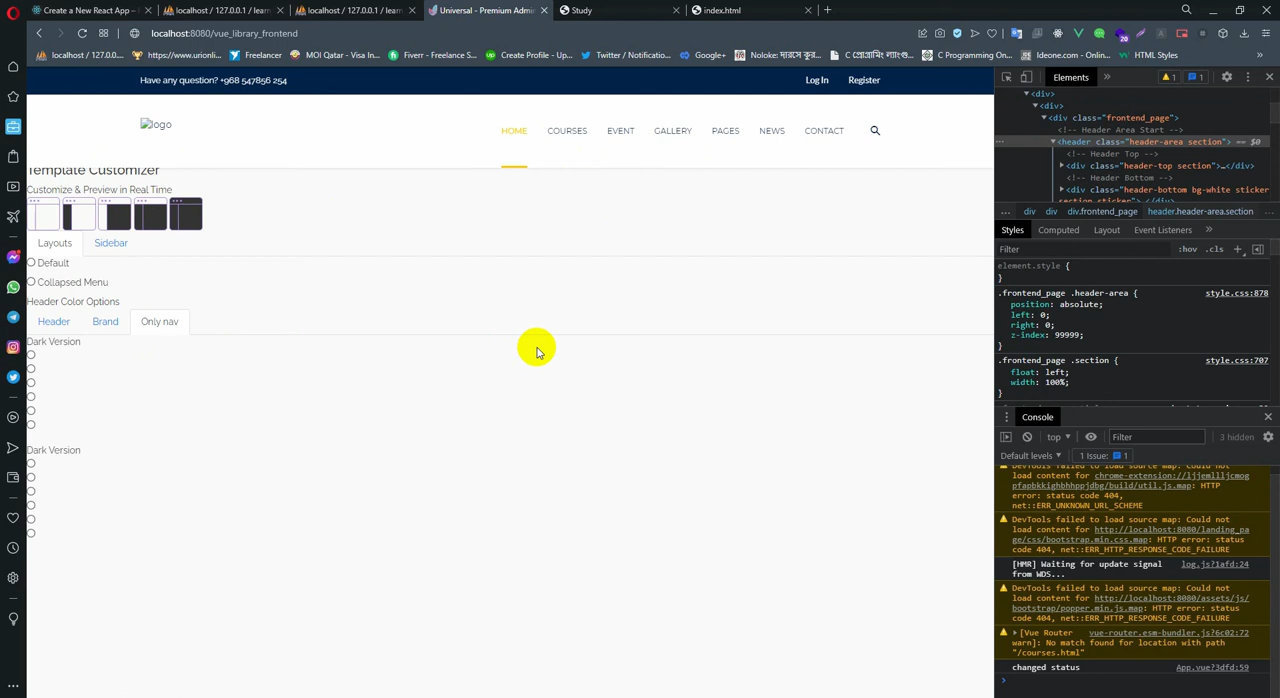 Create a New React App –
localhost / 127.0.0.1 / learn
localhost / 127.0.0.1 / learn
Universal - Premium Admin
Study
index.html
localhost:8080/vue_library_frontend
localhost / 127.0.0....
https://www.urionli...
Freelancer
MOI Qatar - Visa In...
Fiverr - Freelance S...
Create Profile - Up...
Twitter / Notificatio...
Google+
C Programming On...
Ideone.com - Onlin...
HTML Styles
Have any question? +968 547856 254
Log In
Register
logo
HOME
COURSES
EVENT
GALLERY
PAGES
NEWS
CONTACT
Template Customizer
Customize & Preview in Real Time
Layouts
Sidebar
Default
Collapsed Menu
Header Color Options
Header
Brand
Only nav
Dark Version
Dark Version
Elements
1
1
<div>
<div>
<div class="frontend_page">
<!-- Header Area Start -->
<header class="header-area section"> == $0
<!-- Header Top -->
<div class="header-top section">…</div>
<!-- Header Bottom -->
<div class="header-bottom bg-white sticker
section-sticker">…</div>
... div div div.frontend_page header.header-area.section ...
Styles
Computed
Layout
Event Listeners
Filter
:hov .cls
element.style {
}
.frontend_page .header-area {
style.css:878
position: absolute;
left: 0;
right: 0;
z-index: 99999;
}
.frontend_page .section {
style.css:707
float: left;
width: 100%;
}
Console
top
Filter
3 hidden
Default levels
1 Issue: 1
DevTools failed to load source map: Could not
load content for chrome-extension://ljjemllljcmog
pfapbkkighbhhppjdbg/build/util.js.map: HTTP
error: status code 404,
net::ERR_UNKNOWN_URL_SCHEME
DevTools failed to load source map: Could not
load content for http://localhost:8080/landing_pa
ge/css/bootstrap.min.css.map: HTTP error: status
code 404, net::ERR_HTTP_RESPONSE_CODE_FAILURE
[HMR] Waiting for update signal
log.js?1afd:24
from WDS...
DevTools failed to load source map: Could not
load content for http://localhost:8080/assets/js/
bootstrap/popper.min.js.map: HTTP error: status
code 404, net::ERR_HTTP_RESPONSE_CODE_FAILURE
[Vue Router
vue-router.esm-bundler.js?6c02:72
warn]: No match found for location with path
"/courses.html"
changed status
App.vue?3dfd:59